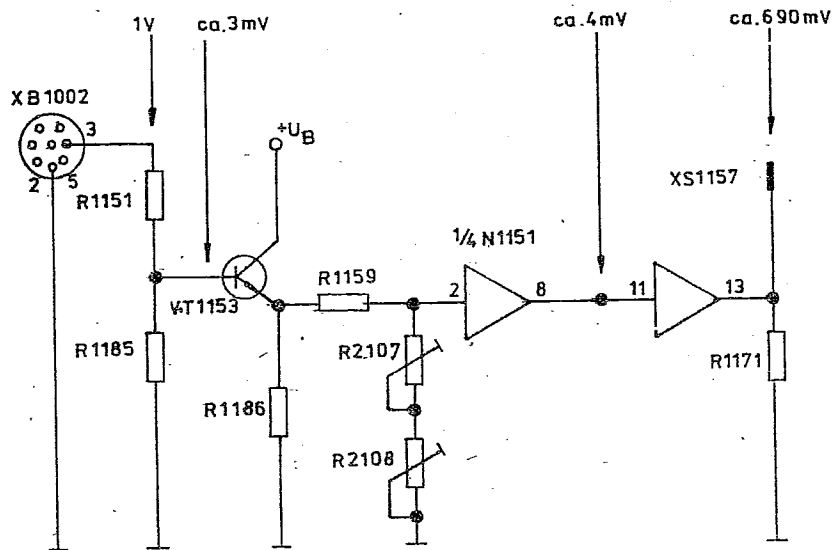 1V
ca.3mV
ca.4mV
ca.690mV
XB1002
3
2
5
+UB
R1151
XS1157
1/4 N1151
R1159
VT1153
2
8
11
13
R1185
R2107
R1171
R1186
R2108